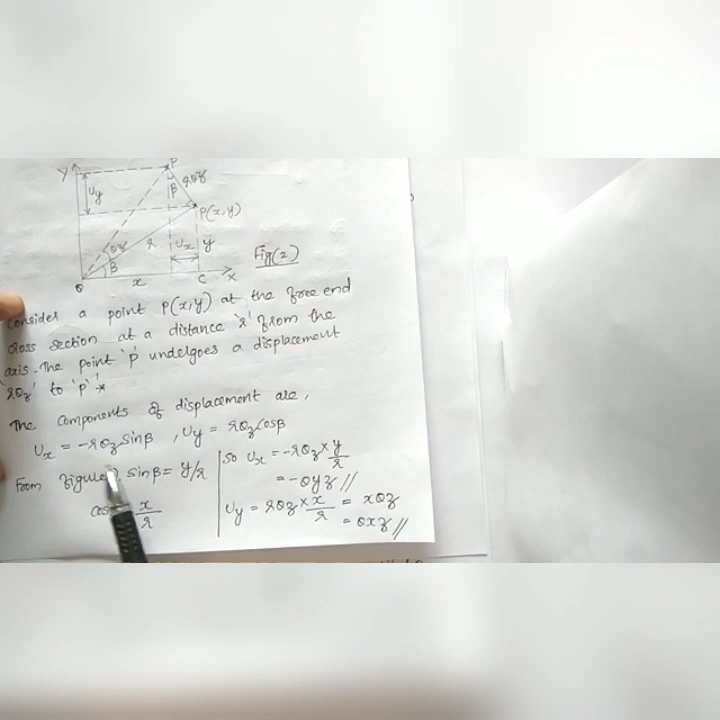 Y
P'
Uy
β
rθz
P(x,y)
θz
r
Ux
y
β
Fig(2)
O
x
C
X
Consider a point P(x,y) at the free end
cross section at a distance 'r' from the
axis. The point 'P' undergoes a displacement
'rθz' to 'P'' *
The components of displacement are,
Ux = -rθz sinβ , Uy = rθz cosβ
From figure sinβ = y/r
cos x/r
So Ux = -rθz × y/r
= -θyz //
Uy = rθz × x/r = xθz
= θxz //